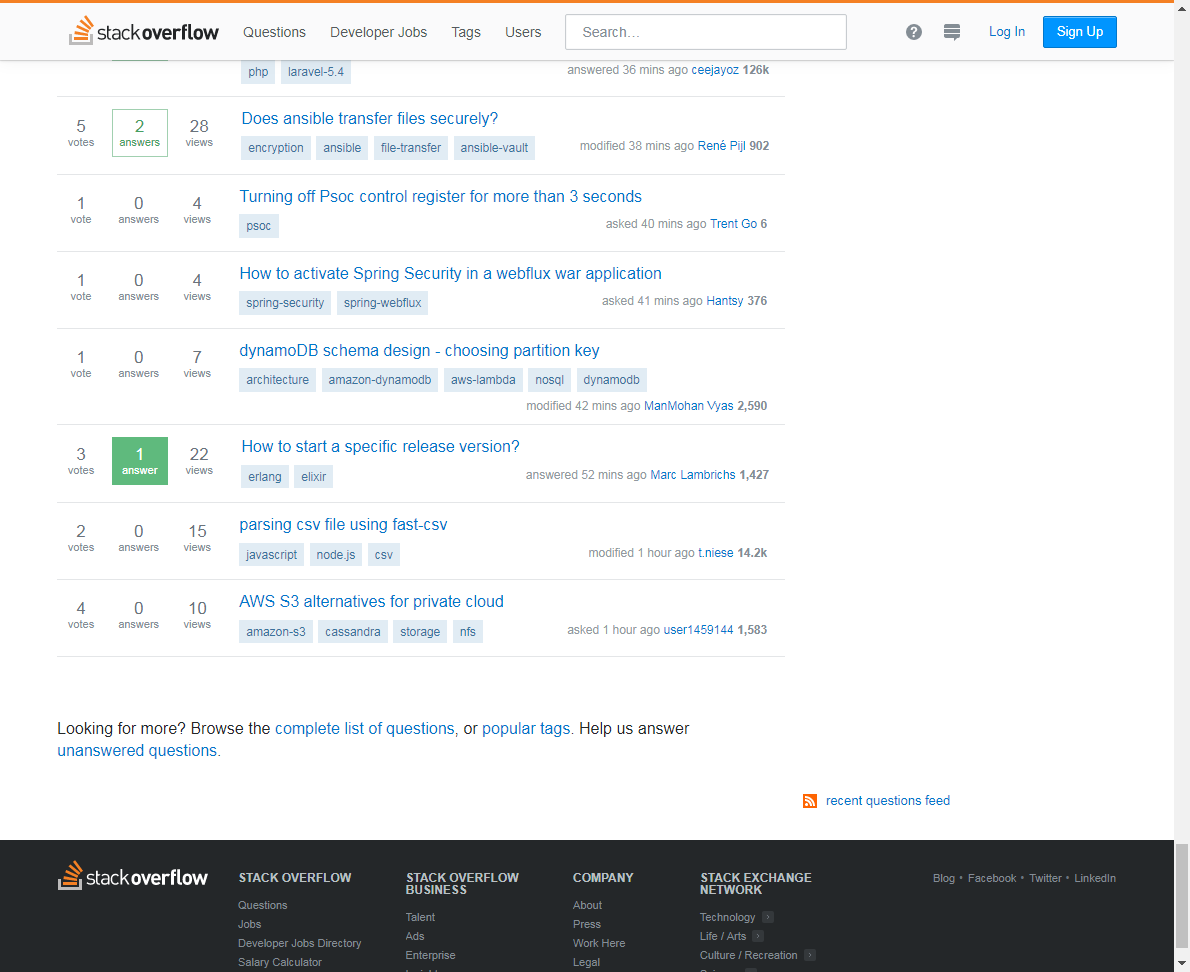 stackoverflow Questions Developer Jobs Tags Users Search… Log In Sign Up
php laravel-5.4 answered 36 mins ago ceejayoz 126k
5 votes 2 answers 28 views
Does ansible transfer files securely?
encryption ansible file-transfer ansible-vault modified 38 mins ago René Pijl 902
1 vote 0 answers 4 views
Turning off Psoc control register for more than 3 seconds
psoc asked 40 mins ago Trent Go 6
1 vote 0 answers 4 views
How to activate Spring Security in a webflux war application
spring-security spring-webflux asked 41 mins ago Hantsy 376
1 vote 0 answers 7 views
dynamoDB schema design - choosing partition key
architecture amazon-dynamodb aws-lambda nosql dynamodb
modified 42 mins ago ManMohan Vyas 2,590
3 votes 1 answer 22 views
How to start a specific release version?
erlang elixir answered 52 mins ago Marc Lambrichs 1,427
2 votes 0 answers 15 views
parsing csv file using fast-csv
javascript node.js csv modified 1 hour ago t.niese 14.2k
4 votes 0 answers 10 views
AWS S3 alternatives for private cloud
amazon-s3 cassandra storage nfs asked 1 hour ago user1459144 1,583
Looking for more? Browse the complete list of questions, or popular tags. Help us answer
unanswered questions.
recent questions feed
stackoverflow
STACK OVERFLOW
Questions
Jobs
Developer Jobs Directory
Salary Calculator
STACK OVERFLOW
BUSINESS
Talent
Ads
Enterprise
COMPANY
About
Press
Work Here
Legal
STACK EXCHANGE
NETWORK
Technology
Life / Arts
Culture / Recreation
Blog • Facebook • Twitter • LinkedIn